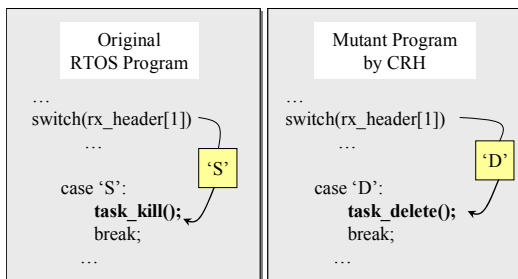 Original
RTOS Program
…
switch(rx_header[1])
…
‘S’
case ‘S’:
task_kill();
break;
…
Mutant Program
by CRH
…
switch(rx_header[1])
…
‘D’
case ‘D’:
task_delete();
break;
…